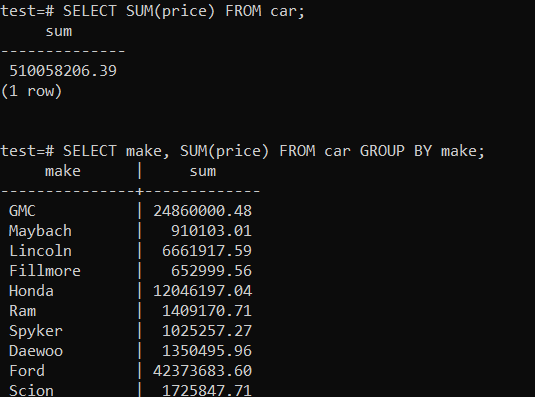 test=# SELECT SUM(price) FROM car;
     sum
--------------
 510058206.39
(1 row)
test=# SELECT make, SUM(price) FROM car GROUP BY make;
     make      |     sum
---------------+-------------
 GMC           | 24860000.48
 Maybach       |   910103.01
 Lincoln       |  6661917.59
 Fillmore      |   652999.56
 Honda         | 12046197.04
 Ram           |  1409170.71
 Spyker        |  1025257.27
 Daewoo        |  1350495.96
 Ford          | 42373683.60
 Scion         |  1725847.71